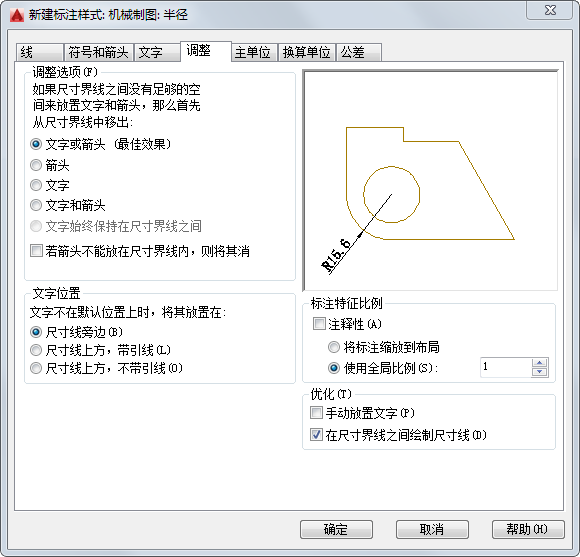 新建标注样式: 机械制图: 半径
线 符号和箭头 文字 调整 主单位 换算单位 公差
调整选项(F)
如果尺寸界线之间没有足够的空
间来放置文字和箭头，那么首先
从尺寸界线中移出:
文字或箭头 (最佳效果)
箭头
文字
文字和箭头
文字始终保持在尺寸界线之间
若箭头不能放在尺寸界线内，则将其消
文字位置
文字不在默认位置上时，将其放置在:
尺寸线旁边(B)
尺寸线上方，带引线(L)
尺寸线上方，不带引线(O)
R15.6
标注特征比例
注释性(A)
将标注缩放到布局
使用全局比例(S): 1
优化(T)
手动放置文字(P)
在尺寸界线之间绘制尺寸线(D)
确定 取消 帮助(H)